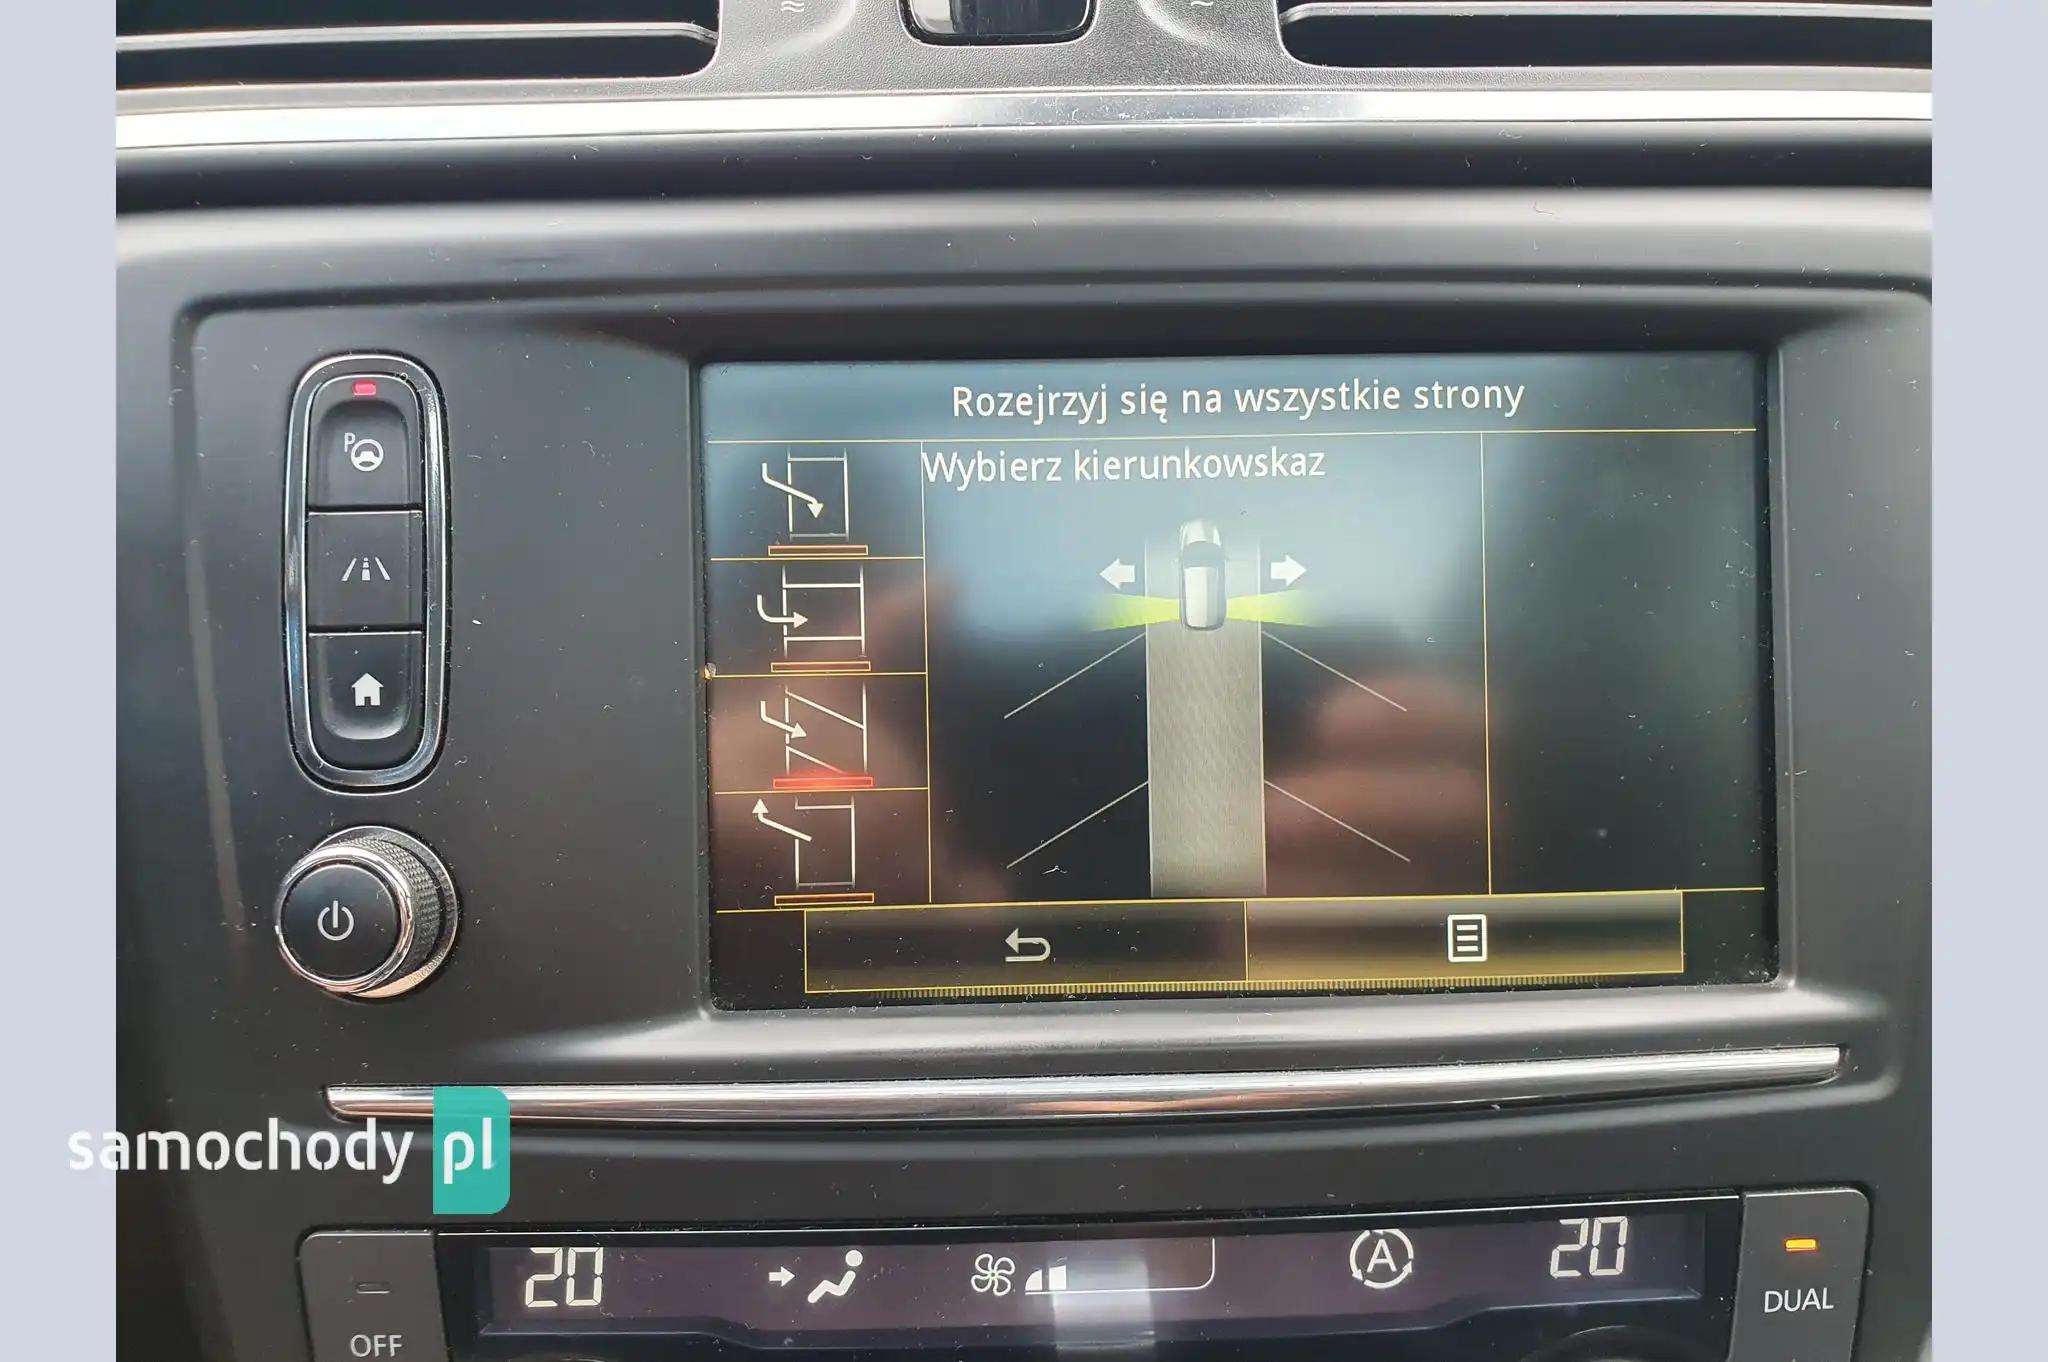 Rozejrzyj się na wszystkie strony
Wybierz kierunkowskaz
P
samochody pl
20
A
20
DUAL
OFF